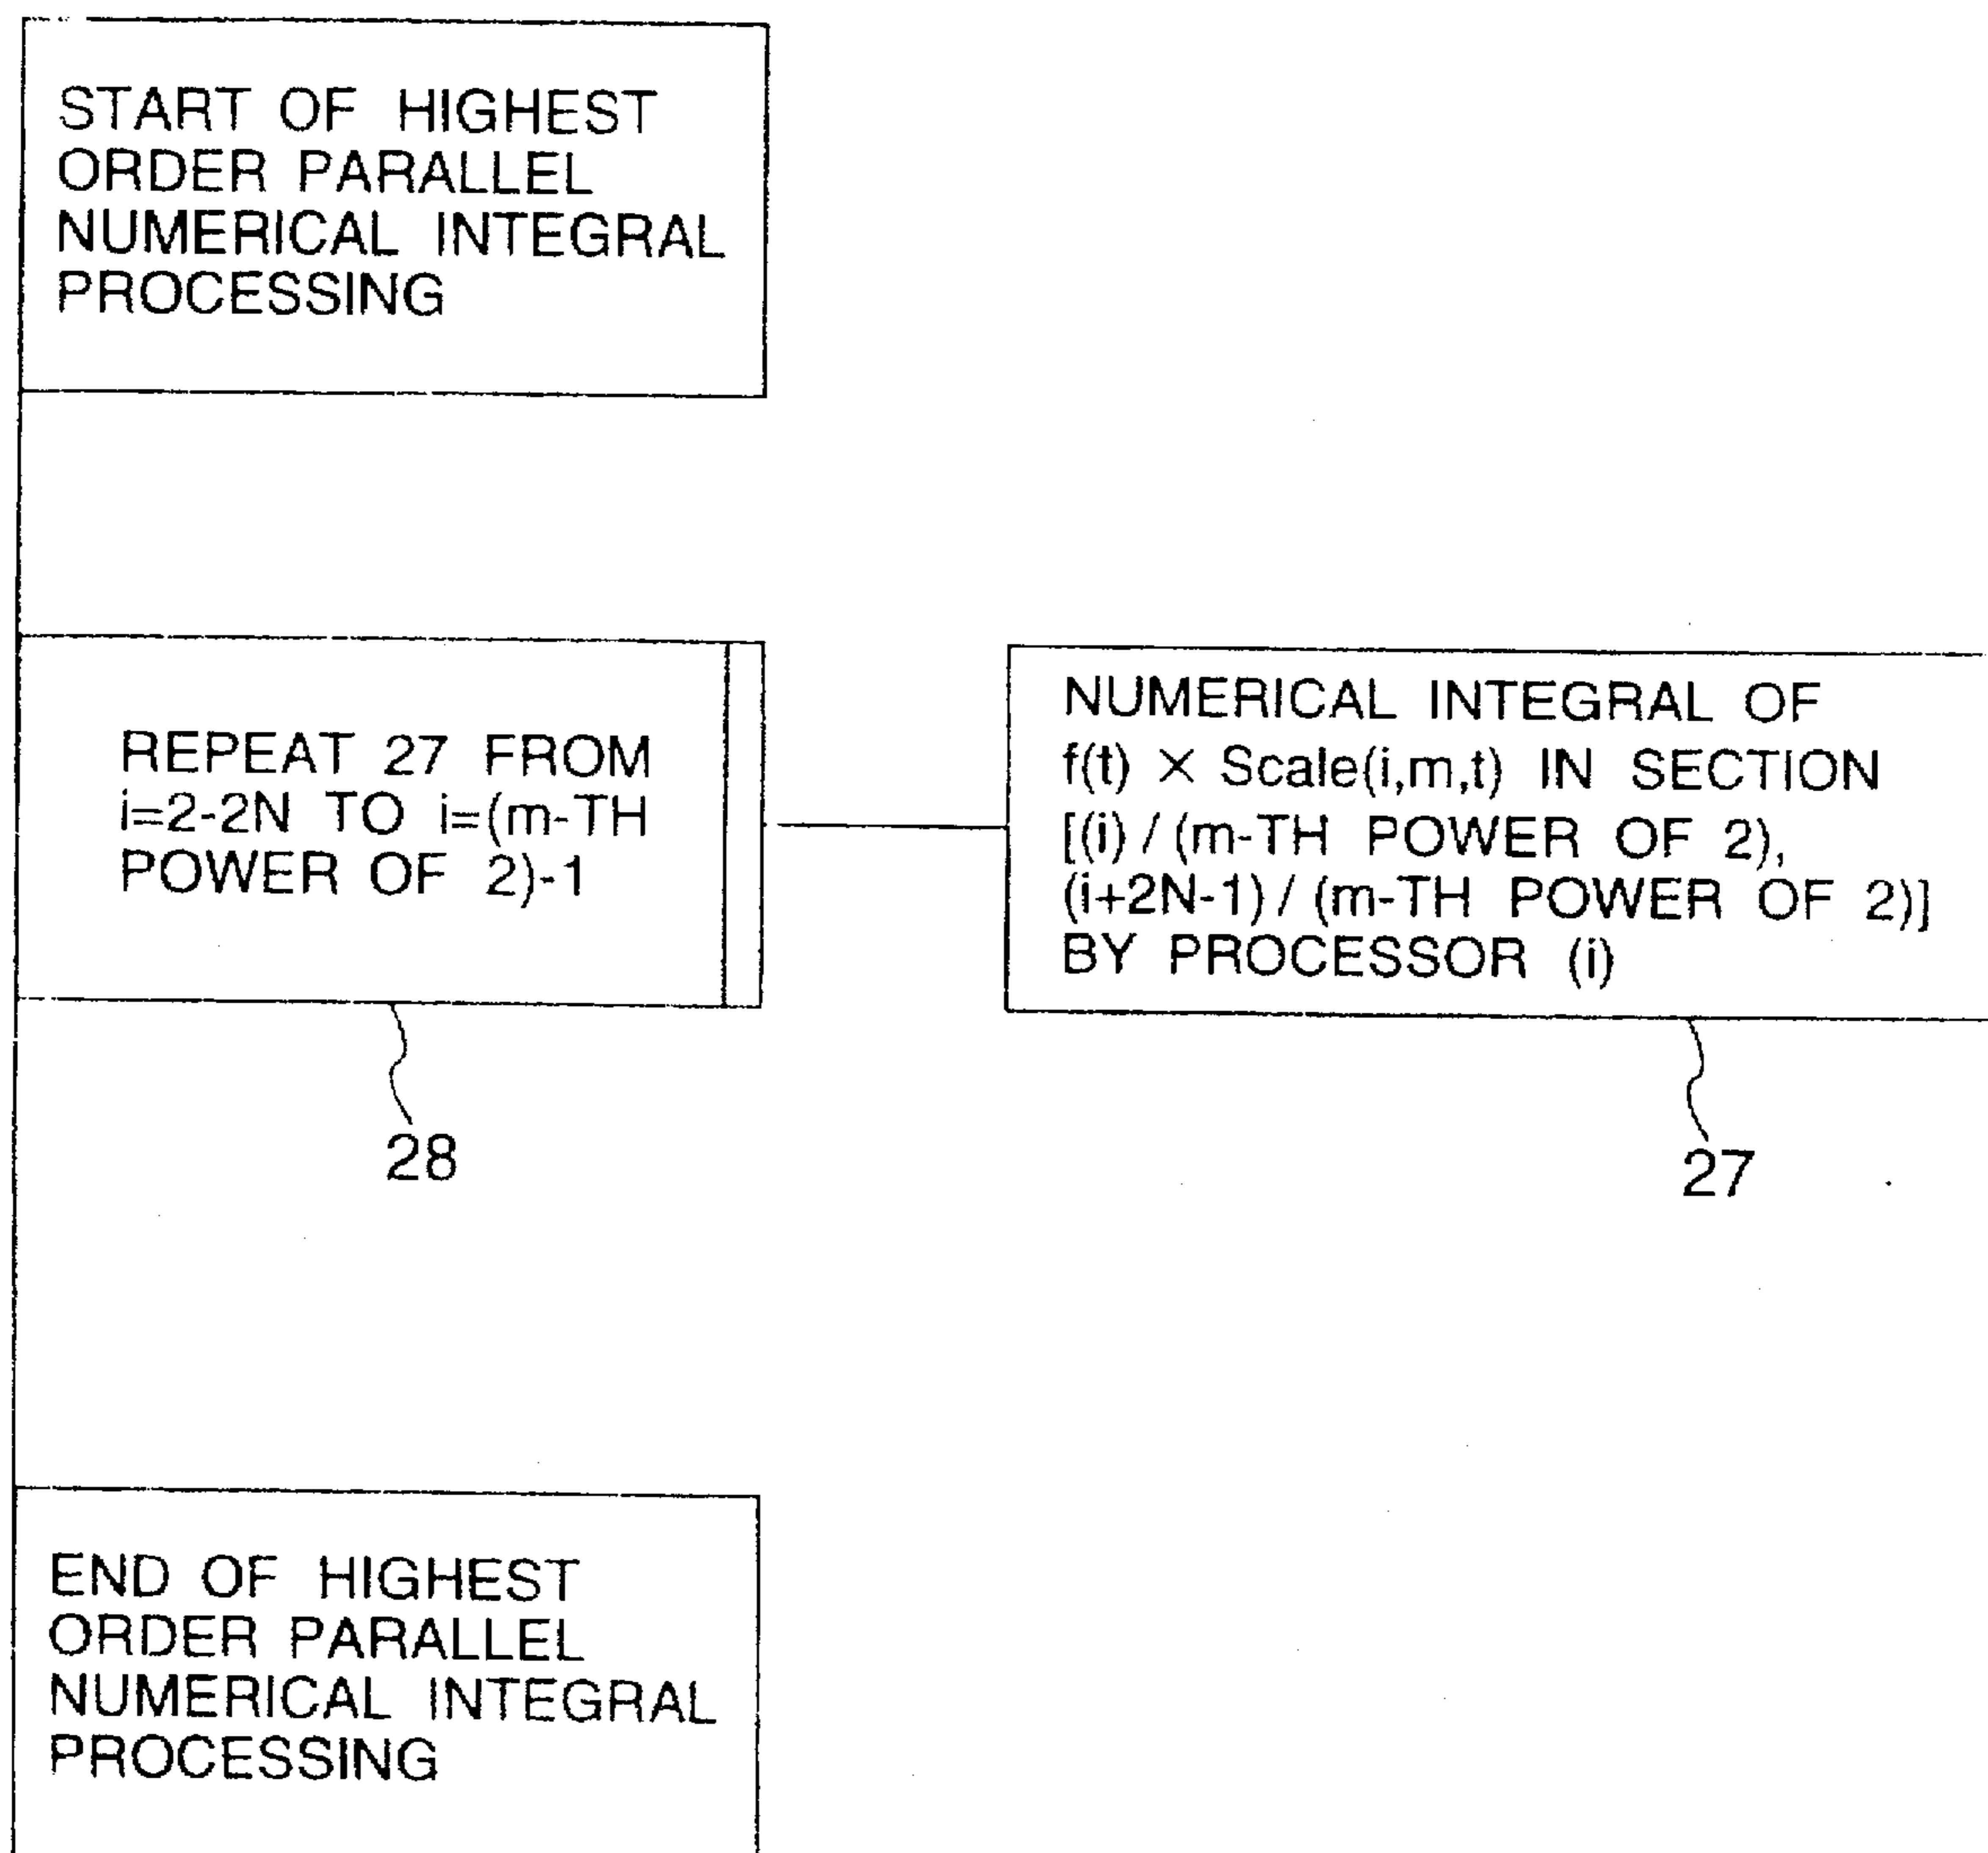 START OF HIGHEST
ORDER PARALLEL
NUMERICAL INTEGRAL
PROCESSING
REPEAT 27 FROM
i=2-2N TO i=(m-TH
POWER OF 2)-1
28
NUMERICAL INTEGRAL OF
f(t) × Scale(i,m,t) IN SECTION
[(i) / (m-TH POWER OF 2),
(i+2N-1) / (m-TH POWER OF 2)]
BY PROCESSOR (i)
27
END OF HIGHEST
ORDER PARALLEL
NUMERICAL INTEGRAL
PROCESSING